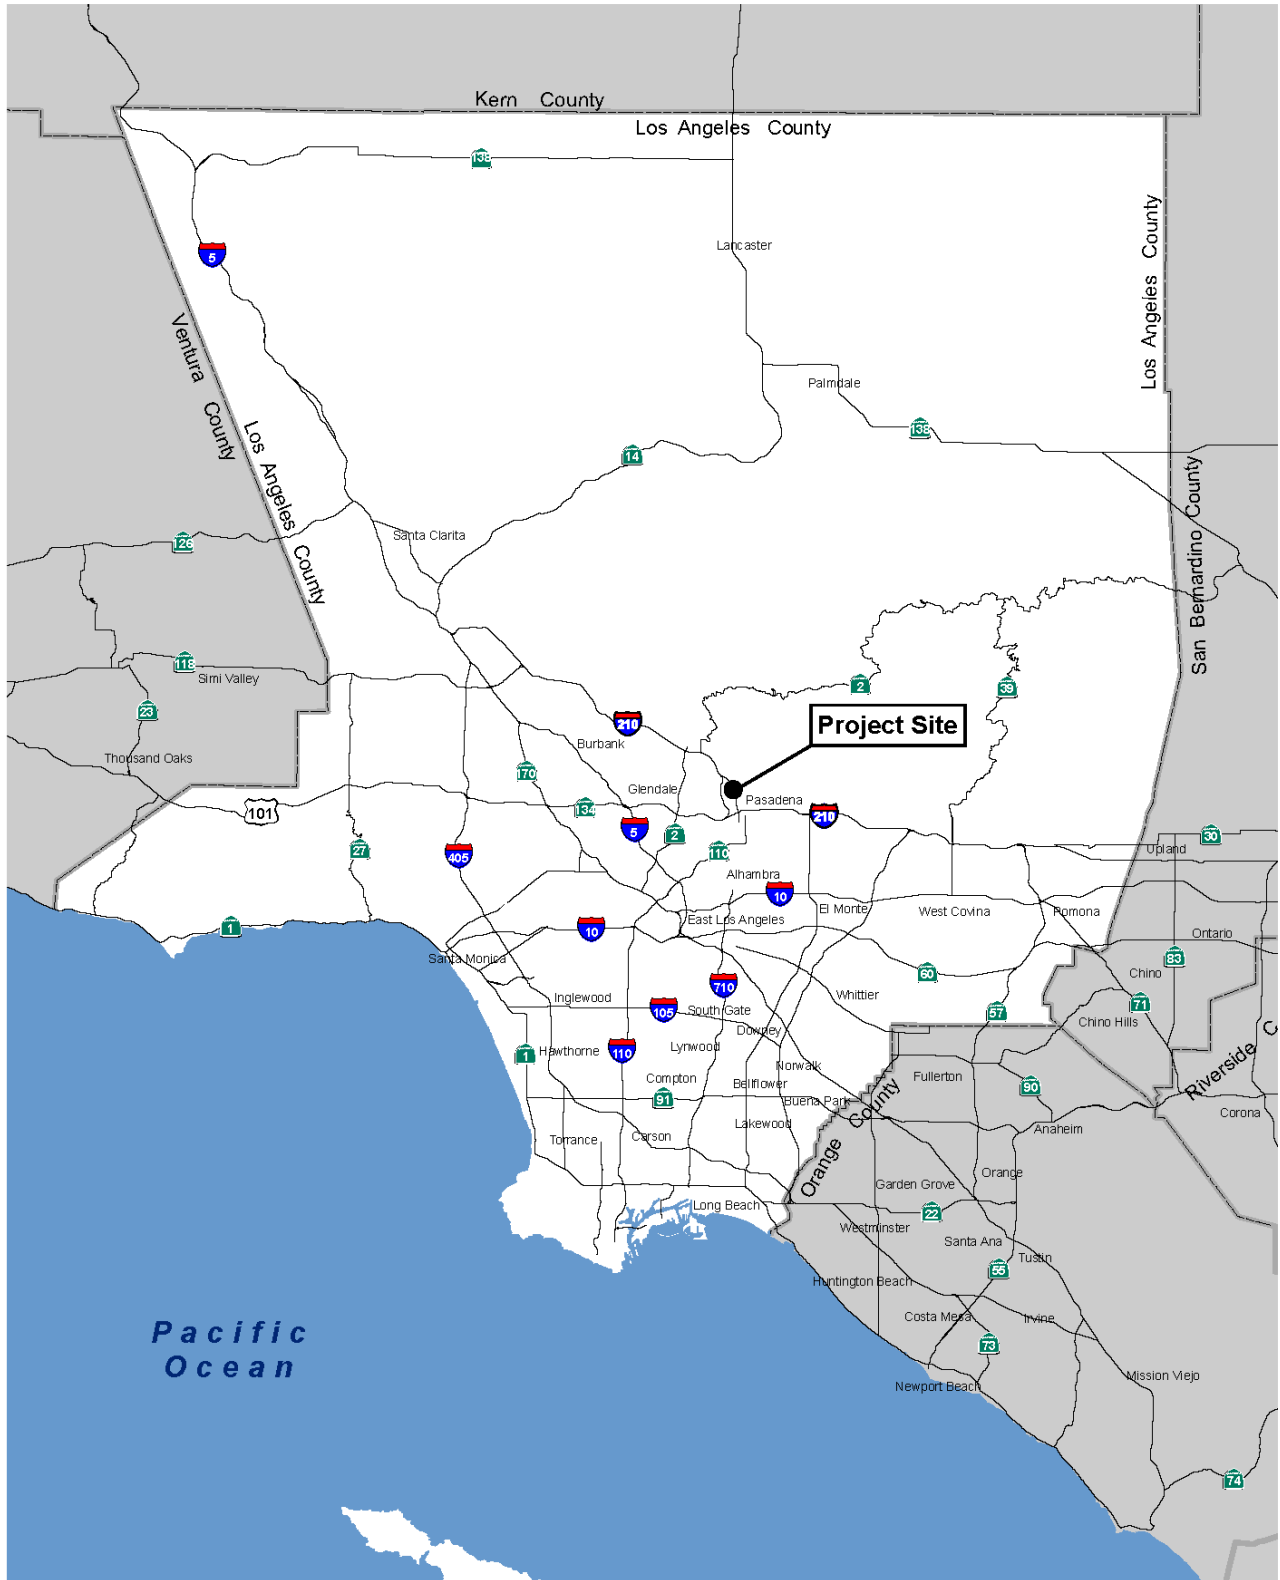 Kern County
Los Angeles County
138
Los Angeles County
Lancaster
5
Ventura County
Palmdale
138
Los Angeles County
14
San Bernardino County
Santa Clarita
126
118
Simi Valley
2
39
23
210
Project Site
Burbank
Thousand Oaks
170
Glendale
Pasadena
101
134
210
5
2
30
27
405
110
Upland
Alhambra
10
El Monte
West Covina
Pomona
East Los Angeles
1
10
Ontario
Santa Monica
83
60
Chino
710
Whittier
Inglewood
105
South Gate
57
71
Chino Hills
Downey
1
Hawthorne
110
Lynwood
Norwalk
Compton
Bellflower
Fullerton
90
Riverside C
91
Buena Park
Corona
Orange County
Lakewood
Anaheim
Torrance
Carson
Orange
Garden Grove
Long Beach
22
Westminster
Santa Ana
Tustin
55
Huntington Beach
Costa Mesa
Irvine
Pacific
Ocean
73
Mission Viejo
Newport Beach
74